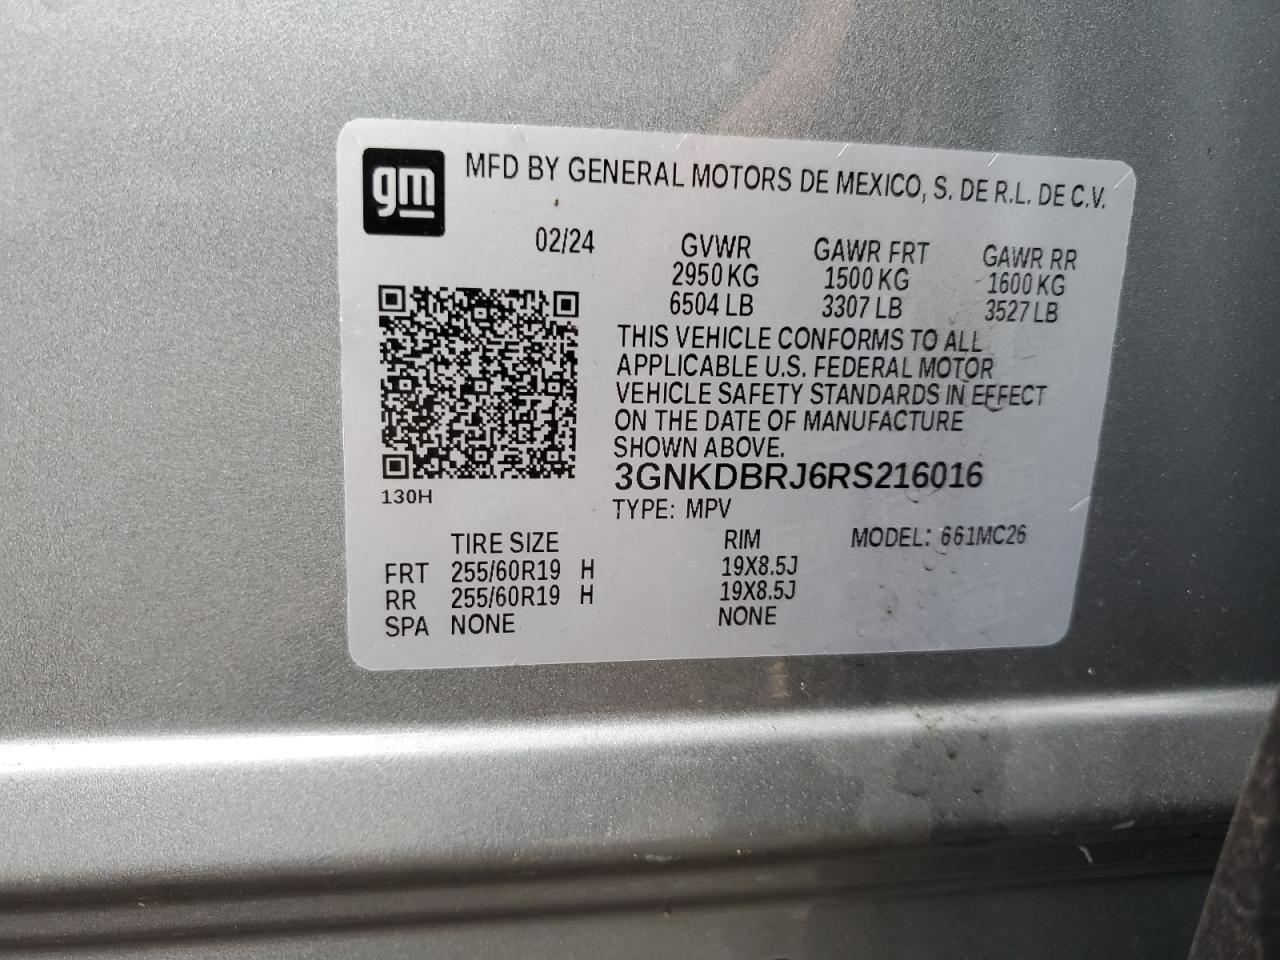 gm
MFD BY GENERAL MOTORS DE MEXICO, S. DE R.L. DE C.V.
02/24 GVWR GAWR FRT GAWR RR
2950 KG 1500 KG 1600 KG
6504 LB 3307 LB 3527 LB
THIS VEHICLE CONFORMS TO ALL
APPLICABLE U.S. FEDERAL MOTOR
VEHICLE SAFETY STANDARDS IN EFFECT
ON THE DATE OF MANUFACTURE
SHOWN ABOVE.
3GNKDBRJ6RS216016
130H
TYPE: MPV
TIRE SIZE RIM MODEL: 661MC26
FRT 255/60R19 H 19X8.5J
RR 255/60R19 H 19X8.5J
SPA NONE NONE